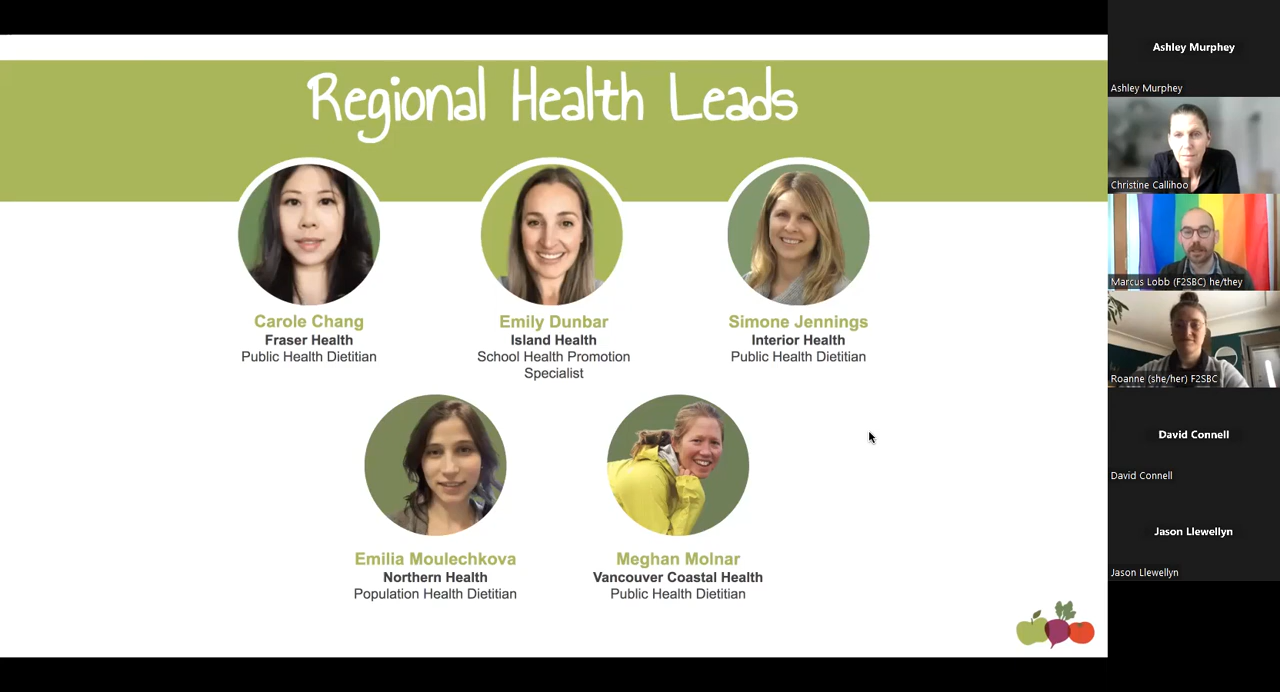 Regional Health Leads
Carole Chang
Fraser Health
Public Health Dietitian
Emily Dunbar
Island Health
School Health Promotion
Specialist
Simone Jennings
Interior Health
Public Health Dietitian
Emilia Moulechkova
Northern Health
Population Health Dietitian
Meghan Molnar
Vancouver Coastal Health
Public Health Dietitian
Ashley Murphey
Ashley Murphey
Christine Callihoo
Marcus Lobb (F2SBC) he/they
Roanne (she/her) F2SBC
David Connell
David Connell
Jason Llewellyn
Jason Llewellyn